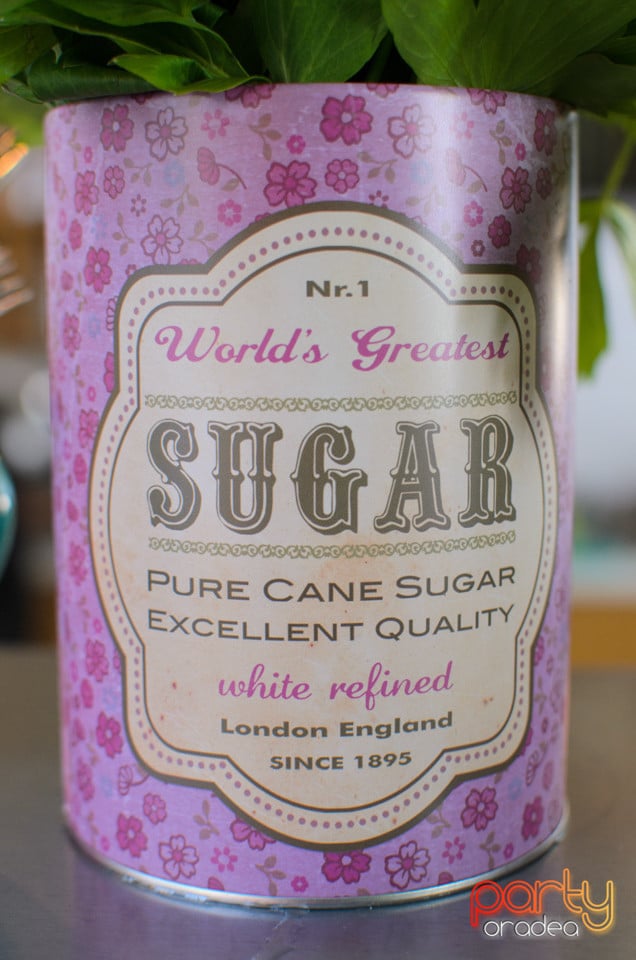 Nr.1
World's Greatest
SUGAR
PURE CANE SUGAR
EXCELLENT QUALITY
white refined
London England
SINCE 1895
party
oradea